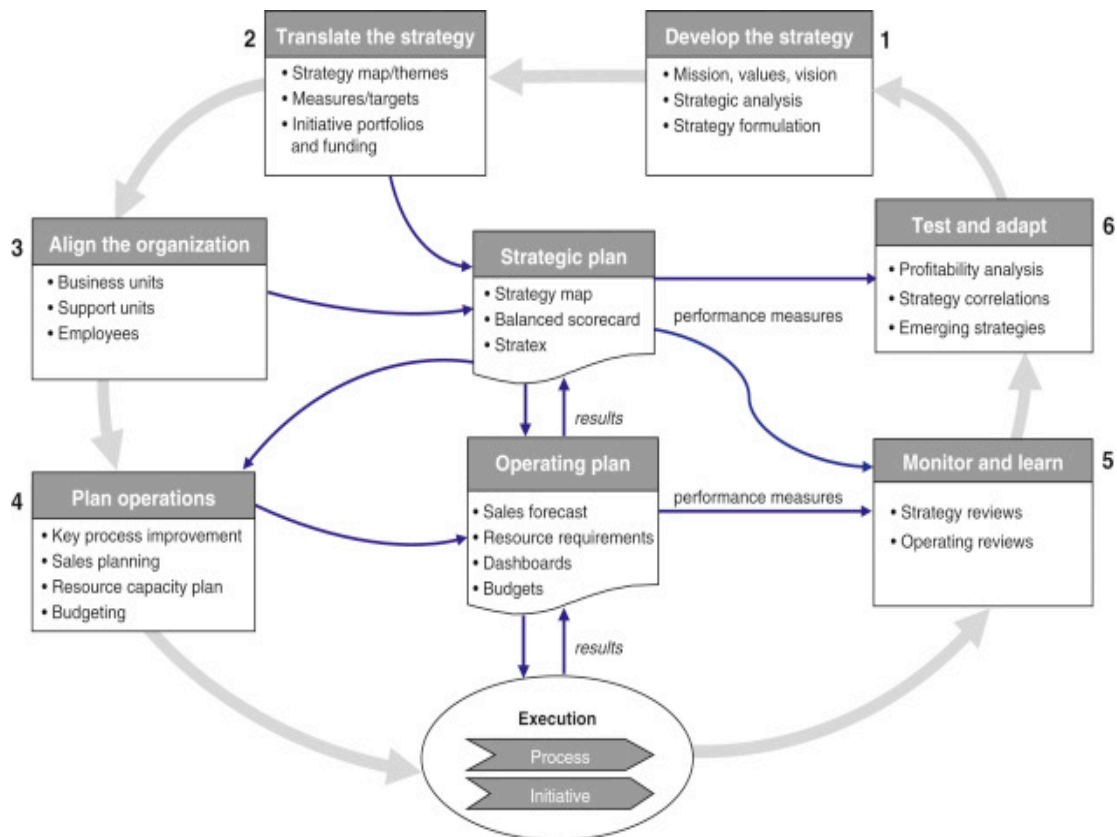 2
Translate the strategy
• Strategy map/themes
• Measures/targets
• Initiative portfolios
and funding
Develop the strategy
1
• Mission, values, vision
• Strategic analysis
• Strategy formulation
3
Align the organization
• Business units
• Support units
• Employees
Strategic plan
• Strategy map
• Balanced scorecard
• Stratex
performance measures
Test and adapt
6
• Profitability analysis
• Strategy correlations
• Emerging strategies
results
4
Plan operations
• Key process improvement
• Sales planning
• Resource capacity plan
• Budgeting
Operating plan
• Sales forecast
• Resource requirements
• Dashboards
• Budgets
performance measures
Monitor and learn
5
• Strategy reviews
• Operating reviews
results
Execution
Process
Initiative